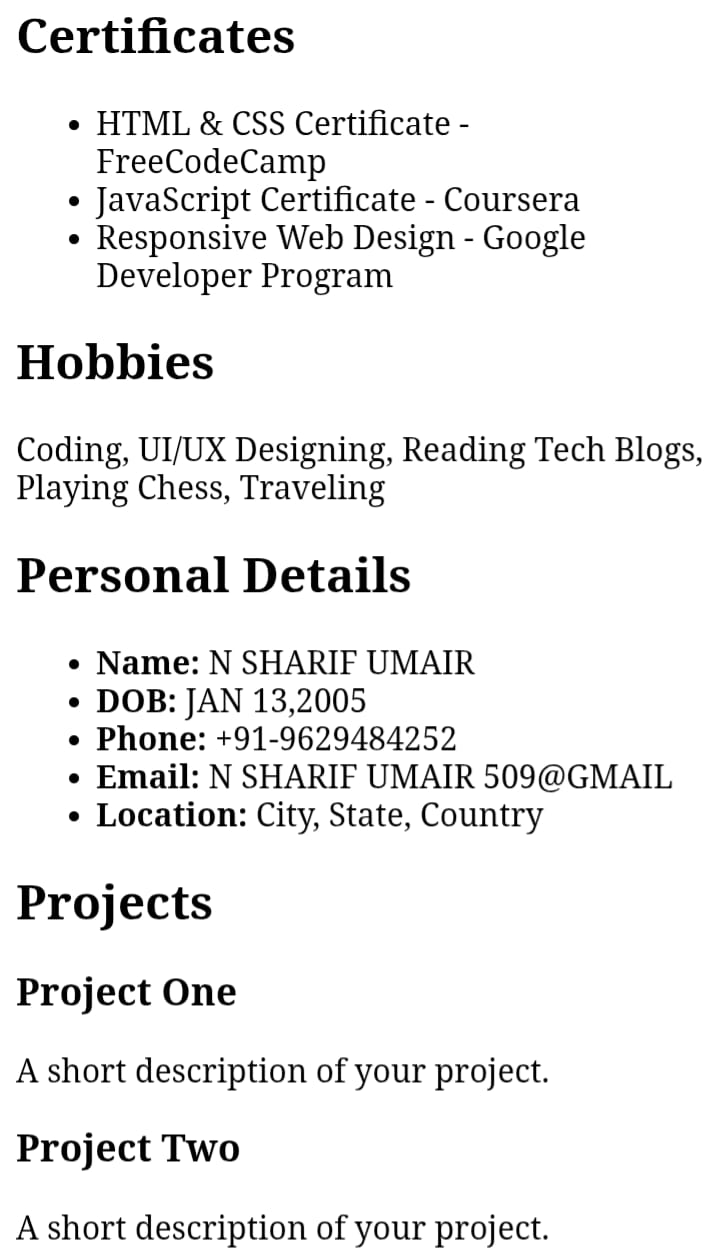 Certificates
HTML & CSS Certificate -
FreeCodeCamp
JavaScript Certificate - Coursera
Responsive Web Design - Google
Developer Program
Hobbies
Coding, UI/UX Designing, Reading Tech Blogs,
Playing Chess, Traveling
Personal Details
Name: N SHARIF UMAIR
DOB: JAN 13,2005
Phone: +91-9629484252
Email: N SHARIF UMAIR 509@GMAIL
Location: City, State, Country
Projects
Project One
A short description of your project.
Project Two
A short description of your project.